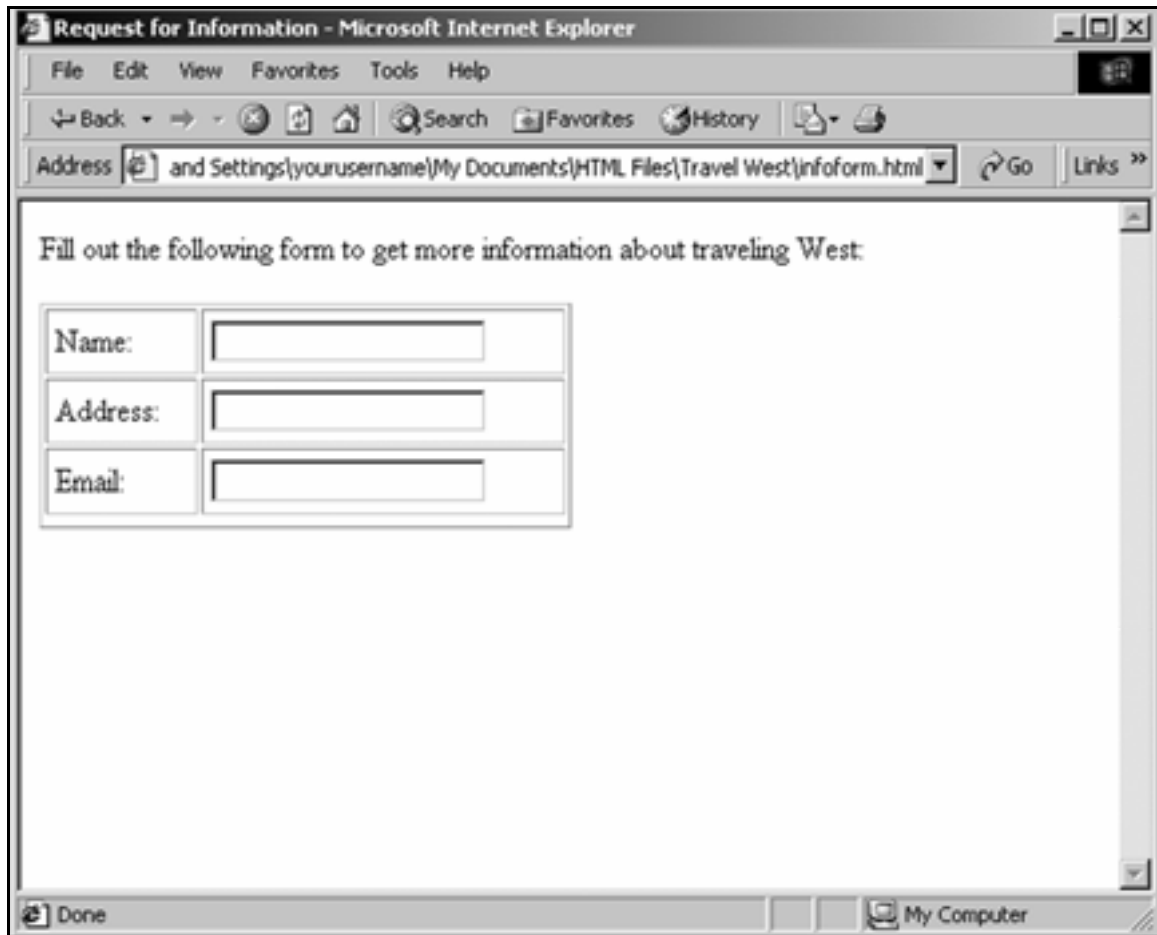 Request for Information - Microsoft Internet Explorer
File Edit View Favorites Tools Help
Back Search Favorites History
Address and Settings\yourusername\My Documents\HTML Files\Travel West\infoform.html Go Links »
Fill out the following form to get more information about traveling West:
Name:
Address:
Email:
Done My Computer